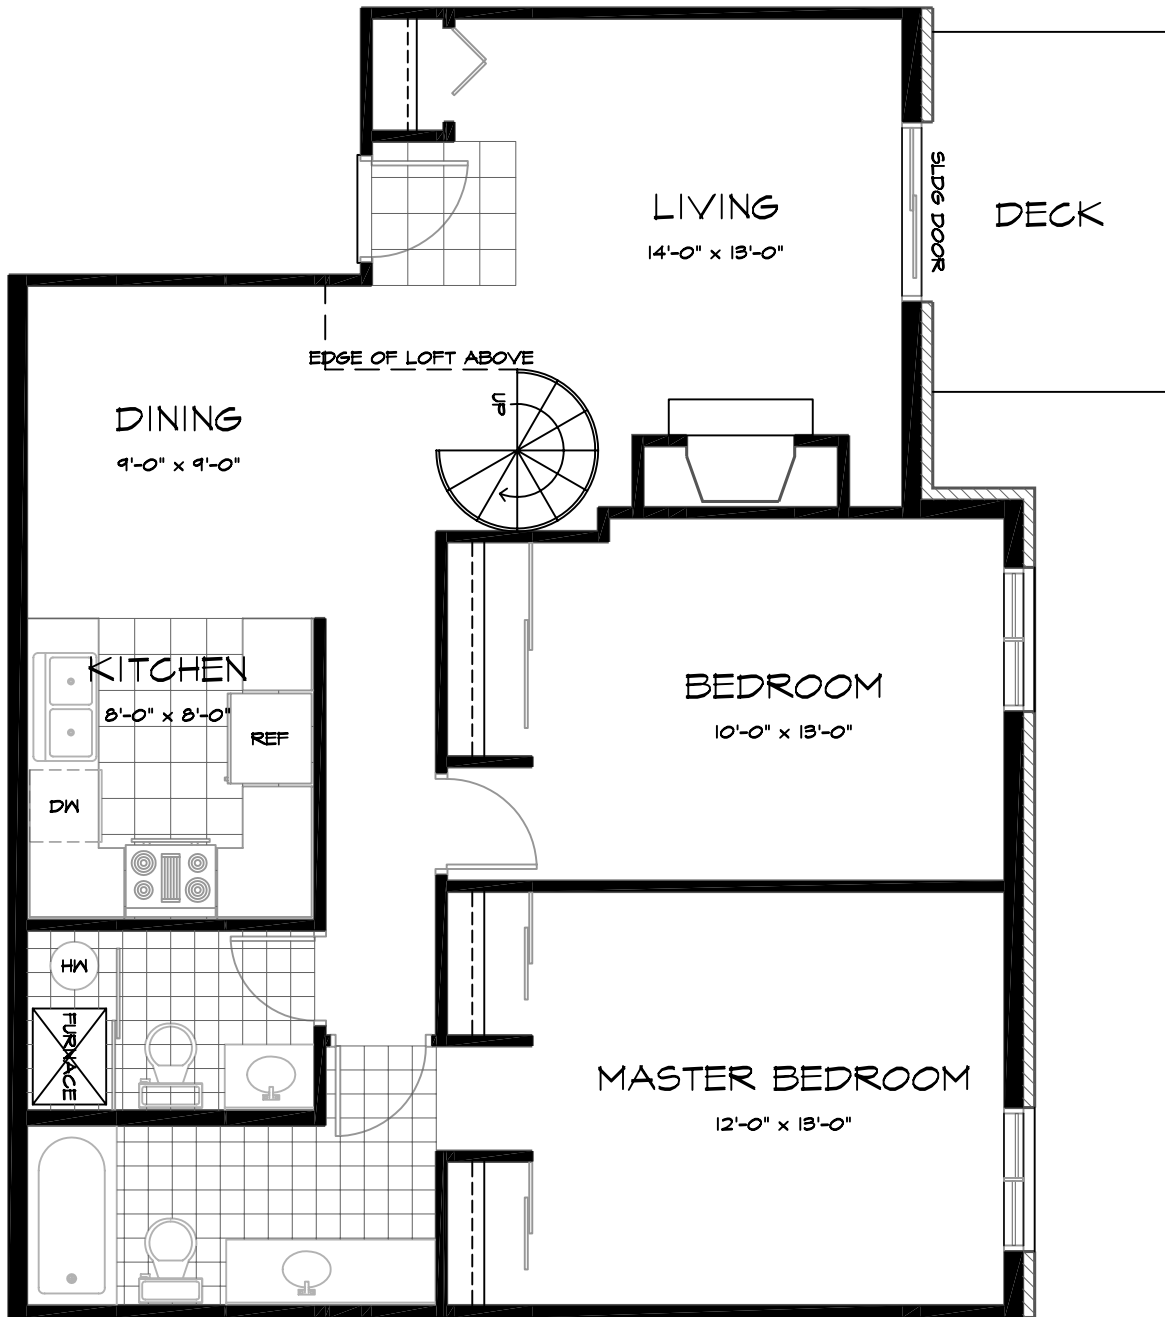 LIVING
14'-0" x 13'-0"
SLDG DOOR
DECK
EDGE OF LOFT ABOVE
UP
DINING
9'-0" x 9'-0"
KITCHEN
8'-0" x 8'-0"
REF
DW
BEDROOM
10'-0" x 13'-0"
HW
FURNACE
MASTER BEDROOM
12'-0" x 13'-0"